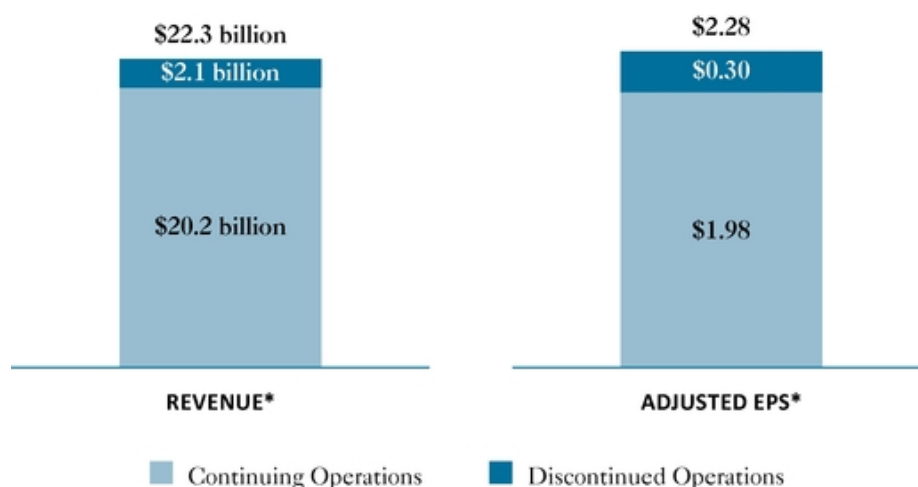 $22.3 billion
$2.1 billion
$20.2 billion
REVENUE*
$2.28
$0.30
$1.98
ADJUSTED EPS*
Continuing Operations
Discontinued Operations